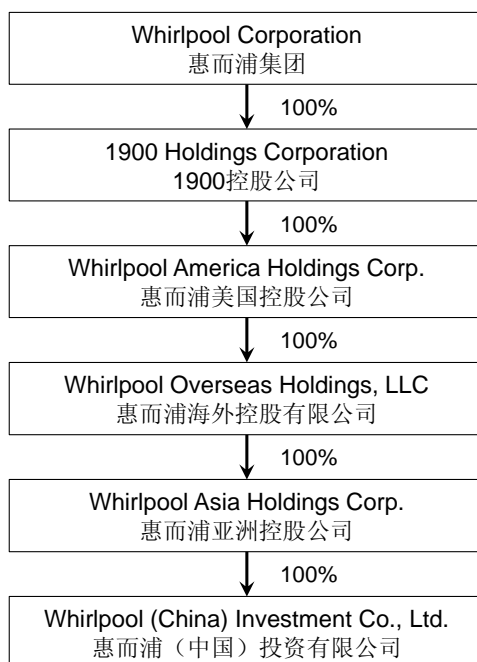 Whirlpool Corporation
惠而浦集团
100%
1900 Holdings Corporation
1900控股公司
100%
Whirlpool America Holdings Corp.
惠而浦美国控股公司
100%
Whirlpool Overseas Holdings, LLC
惠而浦海外控股有限公司
100%
Whirlpool Asia Holdings Corp.
惠而浦亚洲控股公司
100%
Whirlpool (China) Investment Co., Ltd.
惠而浦（中国）投资有限公司